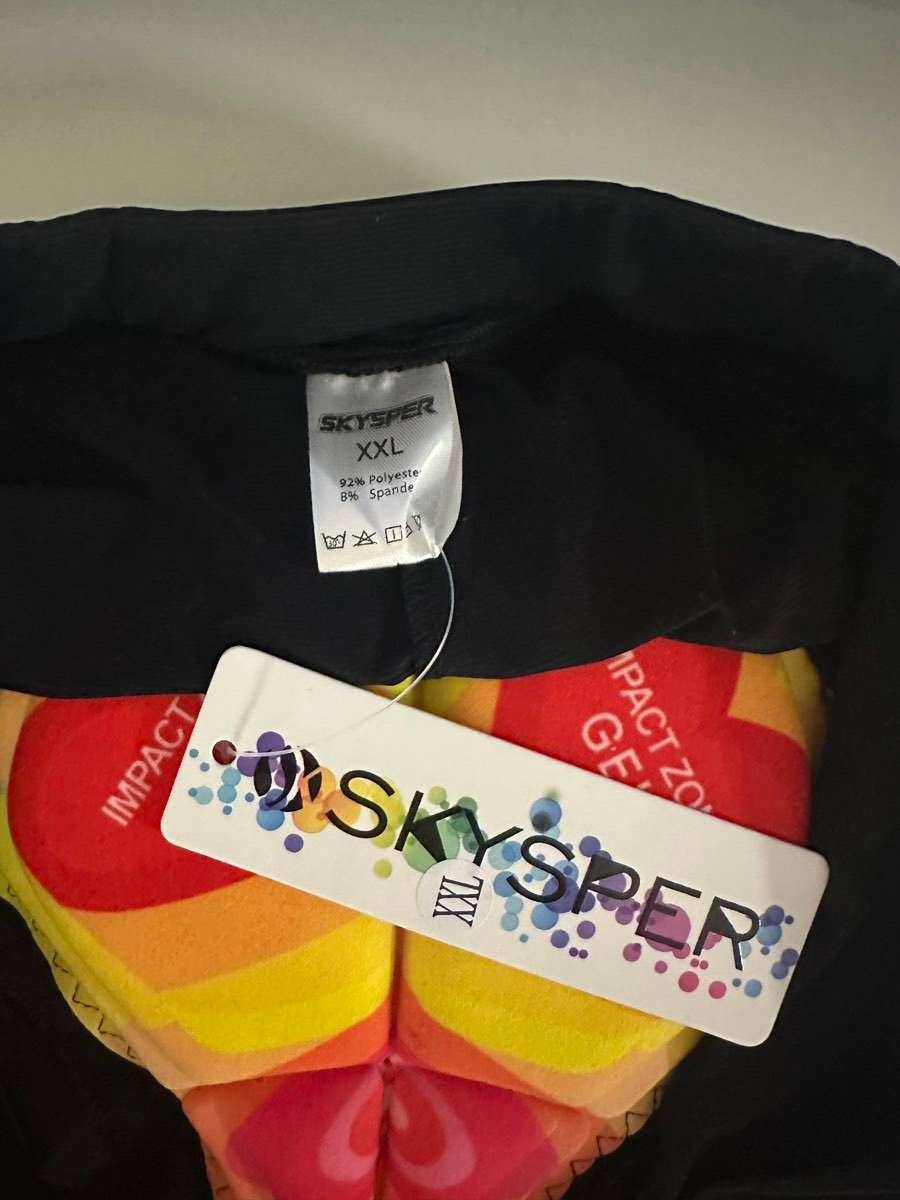 SKYSPER
XXL
92% Polyeste
8% Spande
IMPACT
IMPACT ZO
GE
SKYSPER
XXL